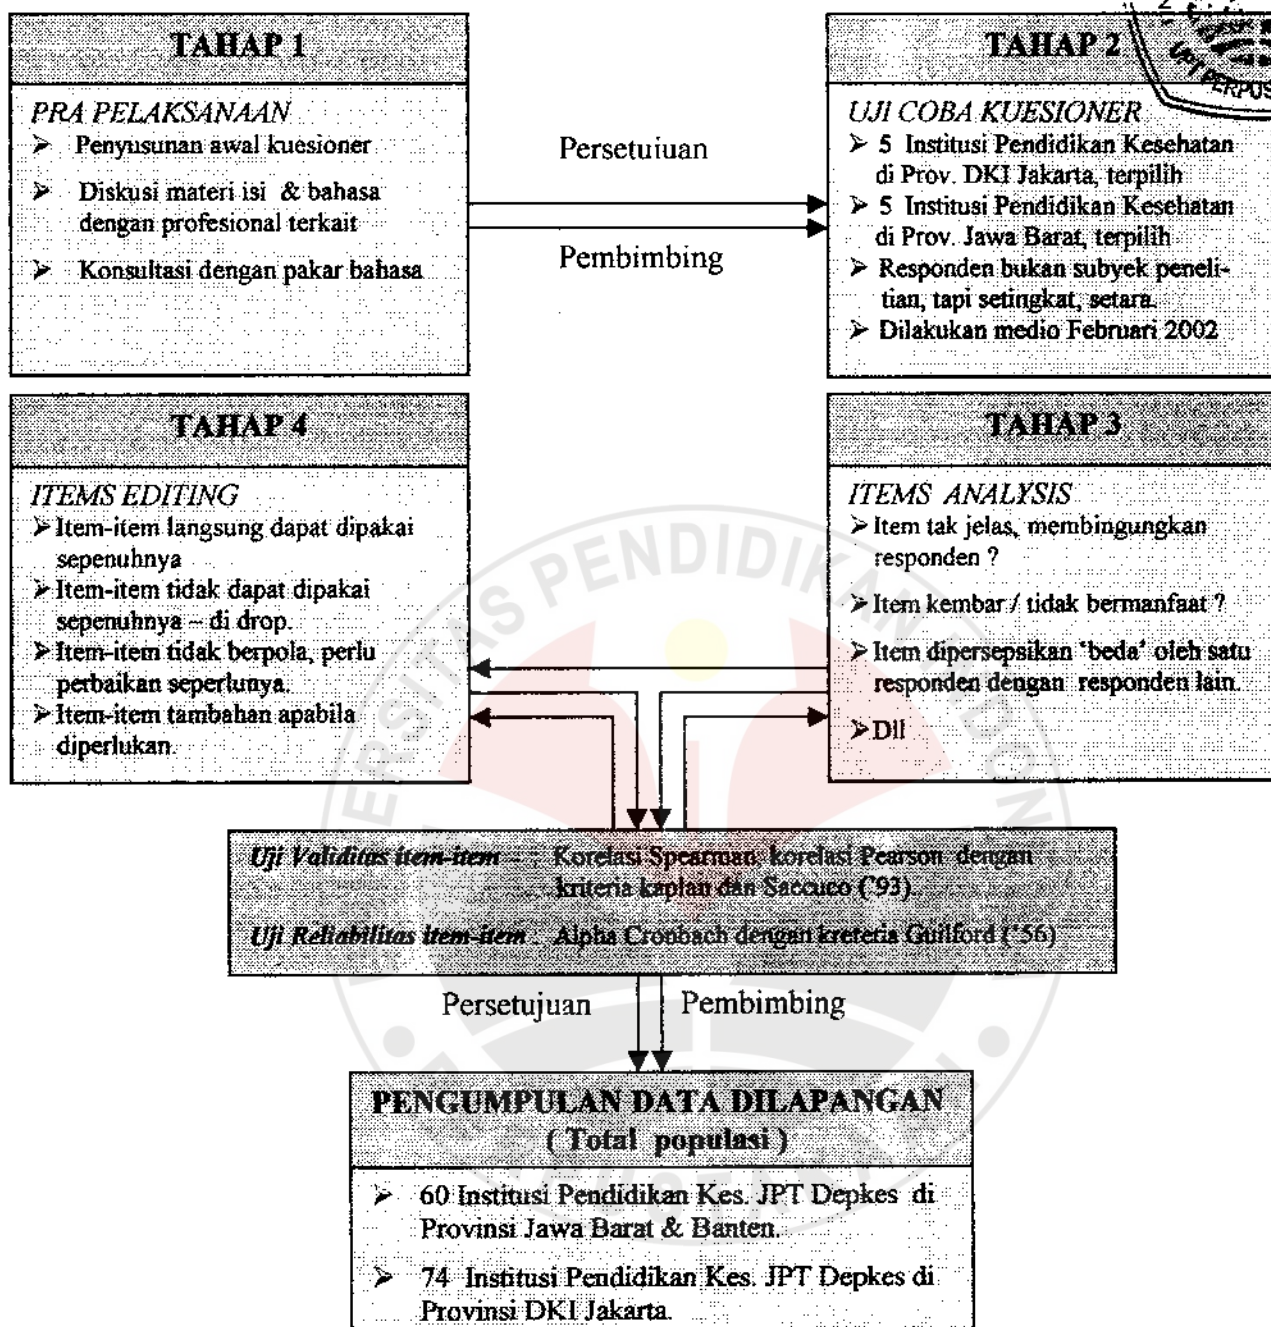 TAHAP 1
PRA PELAKSANAAN
➢ Penyusunan awal kuesioner
➢ Diskusi materi isi & bahasa
dengan profesional terkait
➢ Konsultasi dengan pakar bahasa
Persetuiuan
Pembimbing
TAHAP 2
UJI COBA KUESIONER
➢ 5 Institusi Pendidikan Kesehatan
di Prov. DKI Jakarta, terpilih
➢ 5 Institusi Pendidikan Kesehatan
di Prov. Jawa Barat, terpilih
➢ Responden bukan subyek peneli-
tian, tapi setingkat, setara.
➢ Dilakukan medio Februari 2002
UPT PERPUS
TAHAP 4
ITEMS EDITING
➢ Item-item langsung dapat dipakai
sepenuhnya
➢ Item-item tidak dapat dipakai
sepenuhnya – di drop.
➢ Item-item tidak berpola, perlu
perbaikan seperlunya.
➢ Item-item tambahan apabila
diperlukan.
TAHAP 3
ITEMS ANALYSIS
➢ Item tak jelas, membingungkan
responden ?
➢ Item kembar / tidak bermanfaat ?
➢ Item dipersepsikan 'beda' oleh satu
responden dengan responden lain.
➢ Dll
Uji Validitas item-item – : Korelasi Spearman, korelasi Pearson dengan
kriteria kaplan dan Saccuco ('93).
Uji Reliabilitas item-item : Alpha Cronbach dengan kreteria Guilford ('56)
Persetujuan Pembimbing
PENGUMPULAN DATA DILAPANGAN
( Total populasi )
➢ 60 Institusi Pendidikan Kes. JPT Depkes di
Provinsi Jawa Barat & Banten.
➢ 74 Institusi Pendidikan Kes. JPT Depkes di
Provinsi DKI Jakarta.
ERSITAS PENDIDIKAN INDON